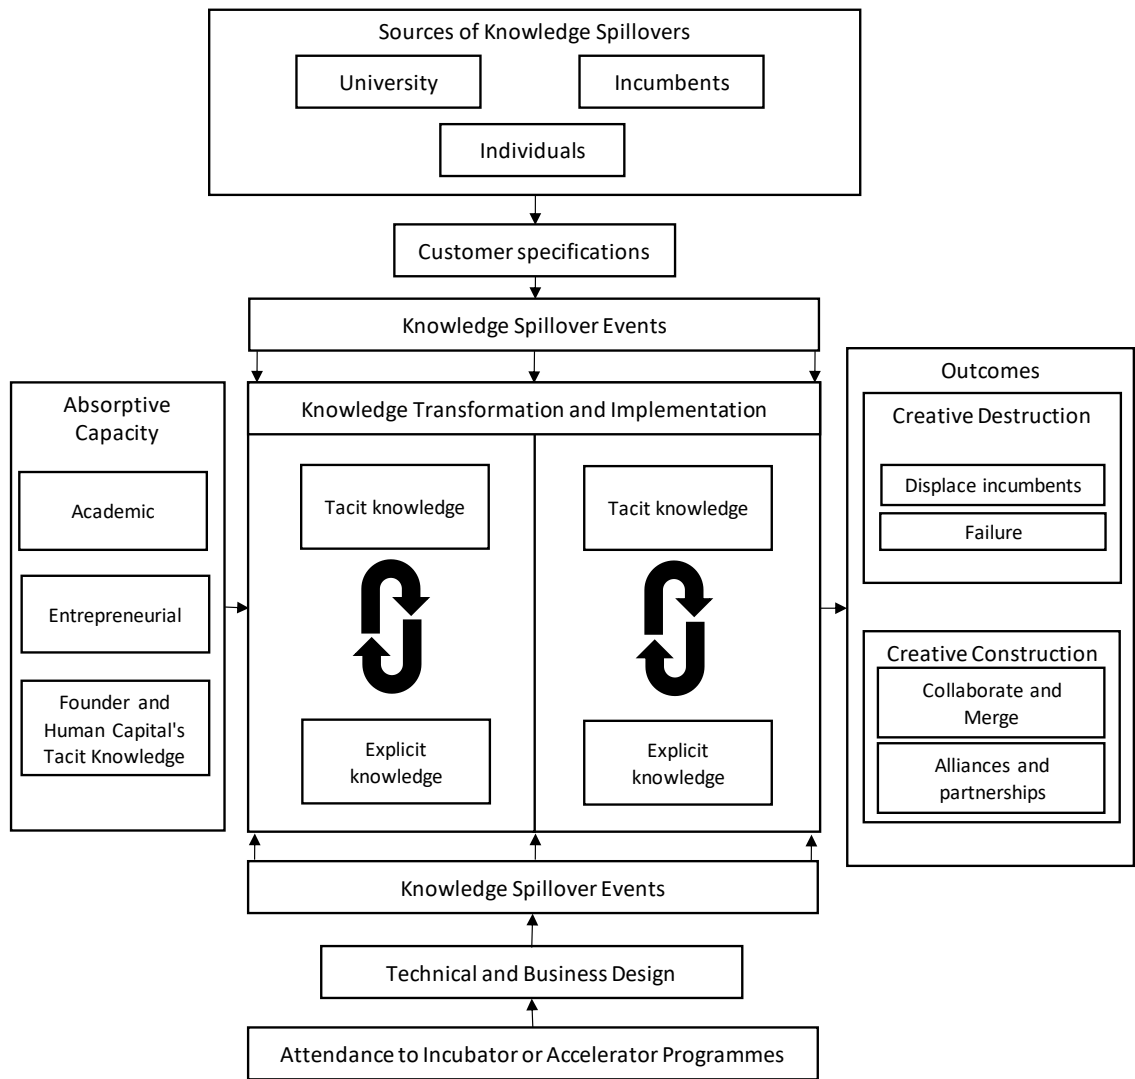 Sources of Knowledge Spillovers
University
Incumbents
Individuals
Customer specifications
Knowledge Spillover Events
Absorptive
Capacity
Academic
Entrepreneurial
Founder and
Human Capital's
Tacit Knowledge
Knowledge Transformation and Implementation
Tacit knowledge
Explicit
knowledge
Tacit knowledge
Explicit
knowledge
Outcomes
Creative Destruction
Displace incumbents
Failure
Creative Construction
Collaborate and
Merge
Alliances and
partnerships
Knowledge Spillover Events
Technical and Business Design
Attendance to Incubator or Accelerator Programmes